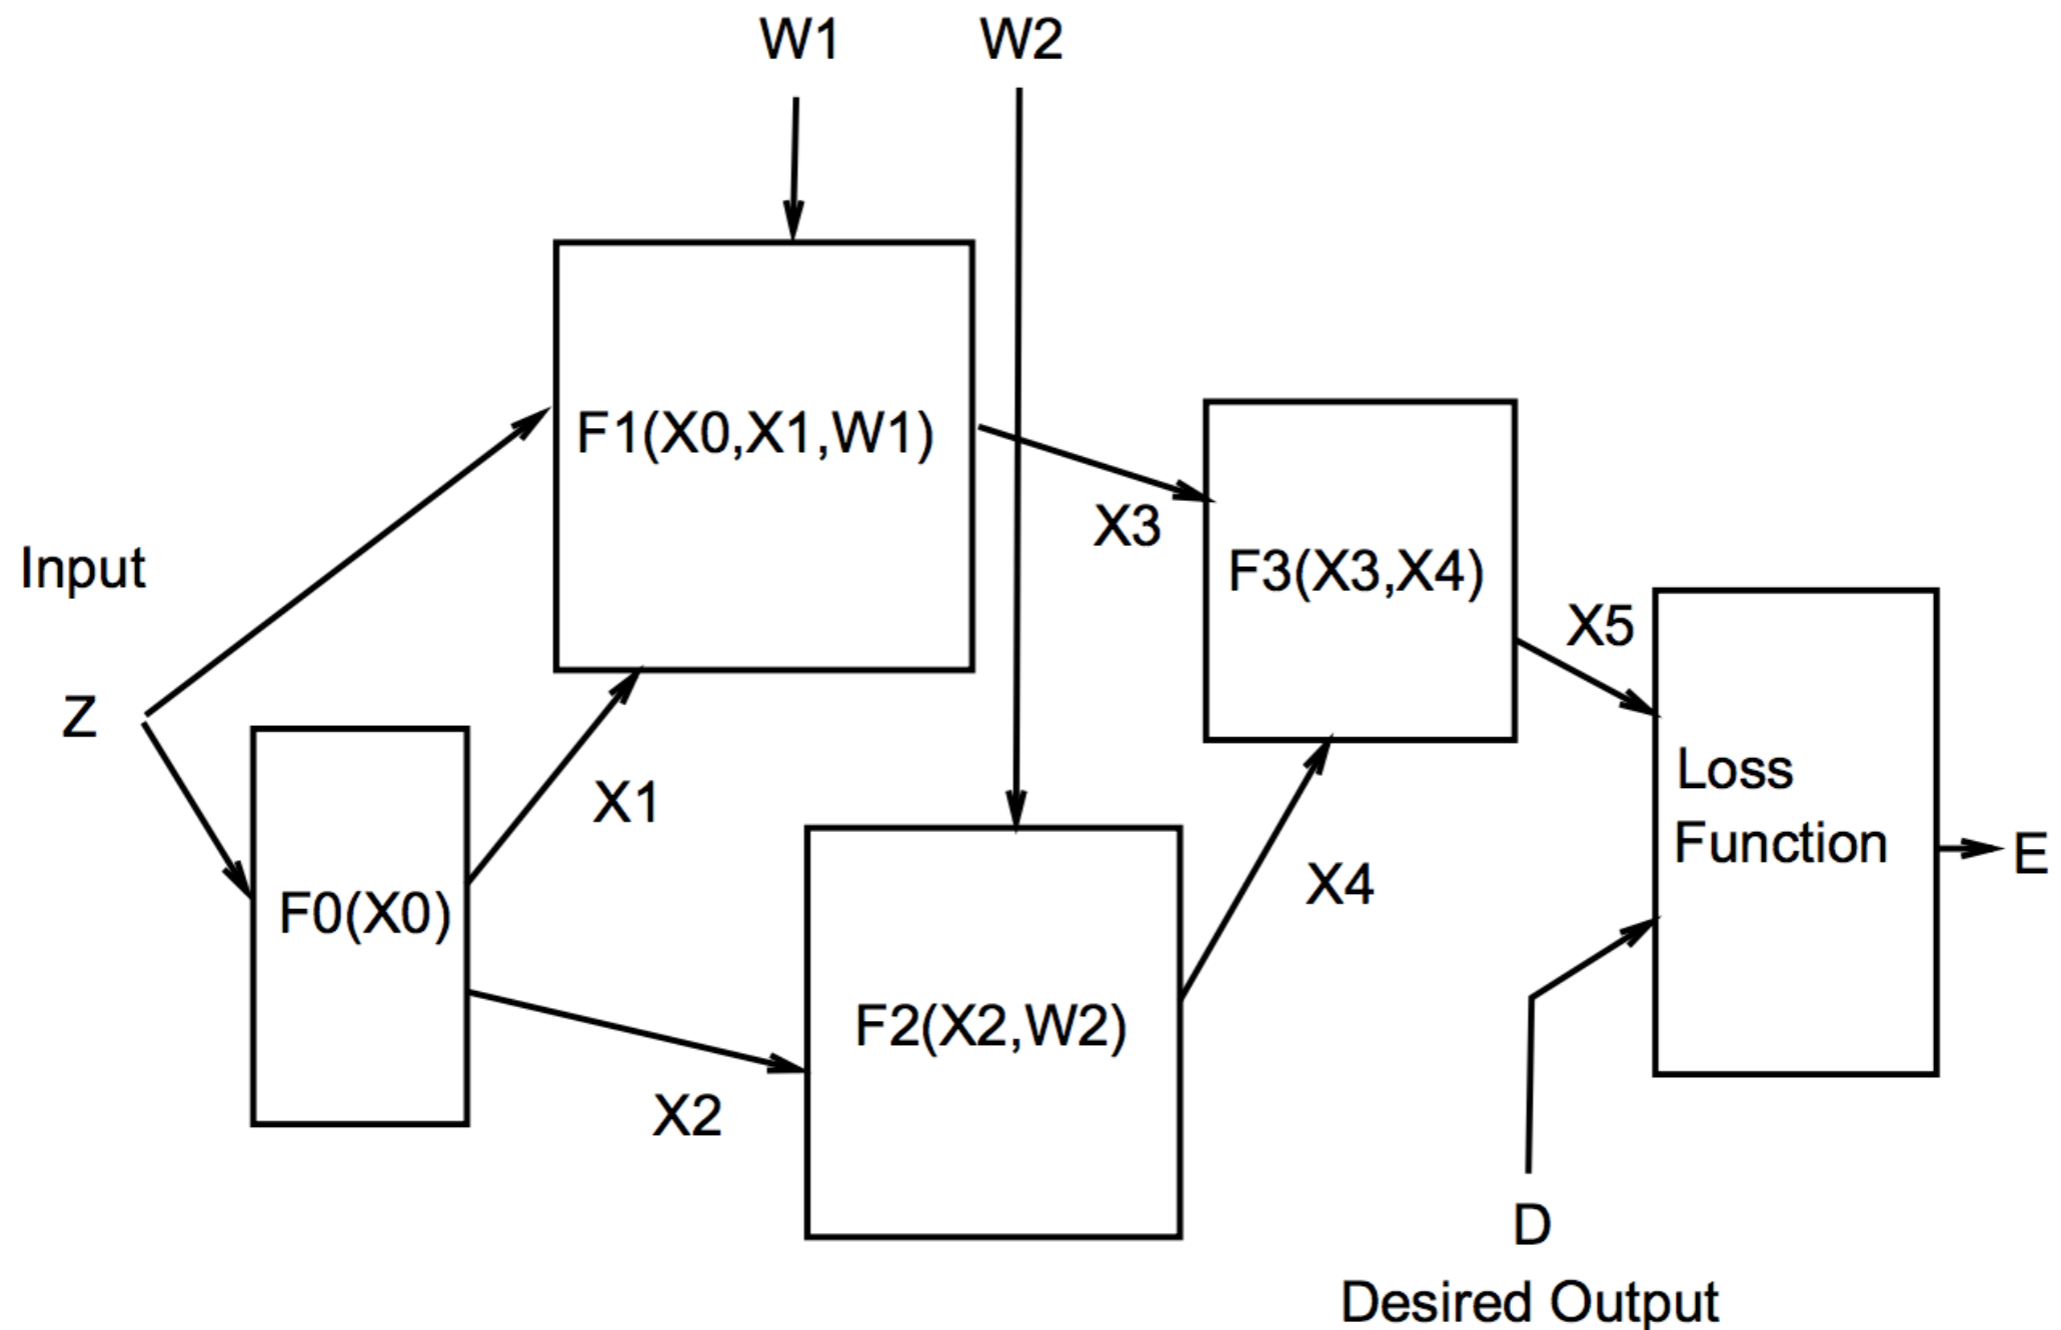 W1
W2
F1(X0,X1,W1)
Input
X3
F3(X3,X4)
X5
Z
X1
Loss
Function
E
F0(X0)
X4
F2(X2,W2)
X2
D
Desired Output